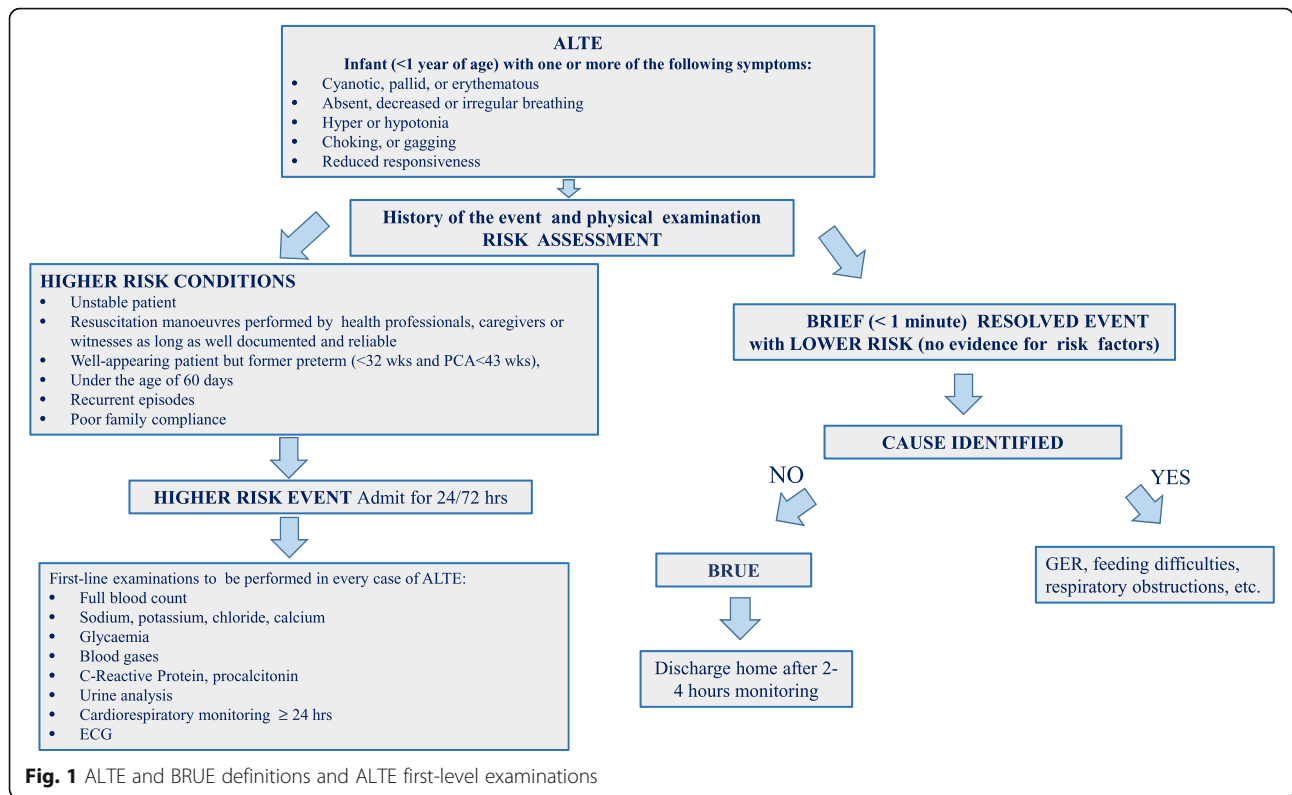 ALTE
Infant (<1 year of age) with one or more of the following symptoms:
• Cyanotic, pallid, or erythematous
• Absent, decreased or irregular breathing
• Hyper or hypotonia
• Choking, or gagging
• Reduced responsiveness
History of the event and physical examination
RISK ASSESSMENT
HIGHER RISK CONDITIONS
• Unstable patient
• Resuscitation manoeuvres performed by health professionals, caregivers or
witnesses as long as well documented and reliable
• Well-appearing patient but former preterm (<32 wks and PCA<43 wks),
• Under the age of 60 days
• Recurrent episodes
• Poor family compliance
HIGHER RISK EVENT Admit for 24/72 hrs
First-line examinations to be performed in every case of ALTE:
• Full blood count
• Sodium, potassium, chloride, calcium
• Glycaemia
• Blood gases
• C-Reactive Protein, procalcitonin
• Urine analysis
• Cardiorespiratory monitoring ≥ 24 hrs
• ECG
BRIEF (< 1 minute) RESOLVED EVENT
with LOWER RISK (no evidence for risk factors)
CAUSE IDENTIFIED
NO
YES
BRUE
Discharge home after 2-
4 hours monitoring
GER, feeding difficulties,
respiratory obstructions, etc.
Fig. 1 ALTE and BRUE definitions and ALTE first-level examinations